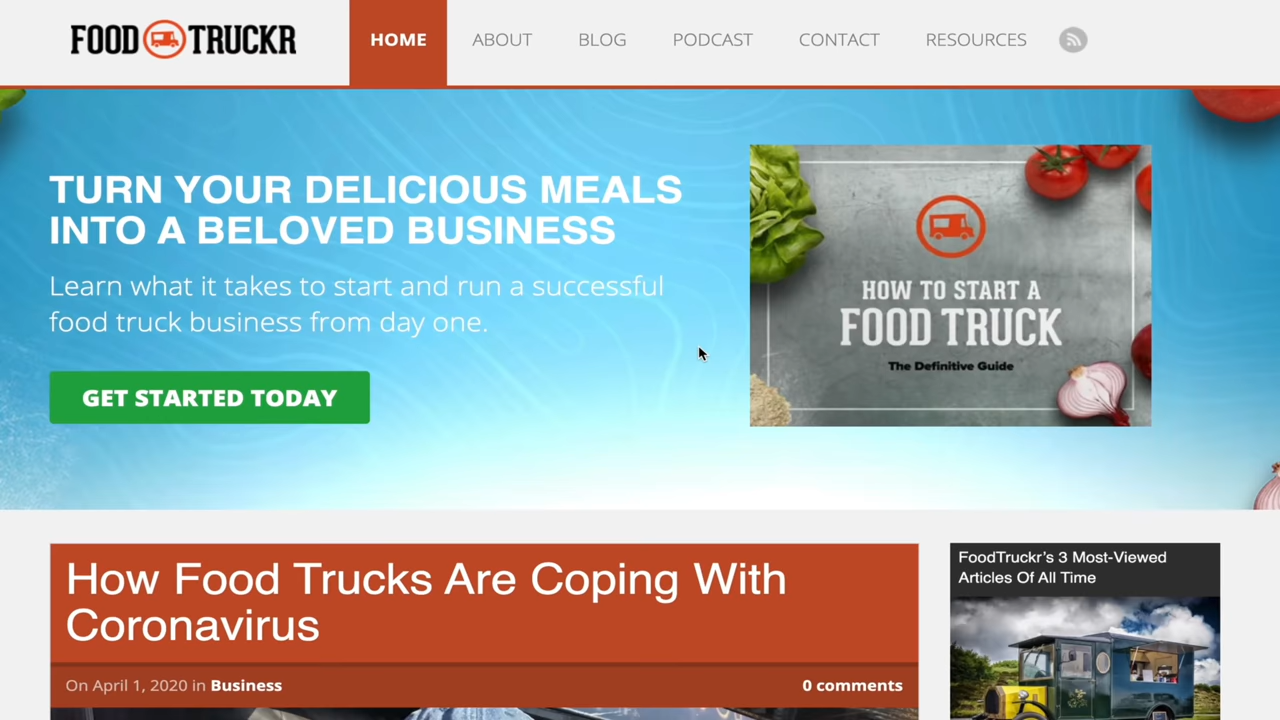 FOOD TRUCKR
HOME
ABOUT
BLOG
PODCAST
CONTACT
RESOURCES
TURN YOUR DELICIOUS MEALS
INTO A BELOVED BUSINESS
Learn what it takes to start and run a successful
food truck business from day one.
GET STARTED TODAY
HOW TO START A
FOOD TRUCK
The Definitive Guide
How Food Trucks Are Coping With
Coronavirus
On April 1, 2020 in Business
0 comments
FoodTruckr's 3 Most-Viewed
Articles Of All Time